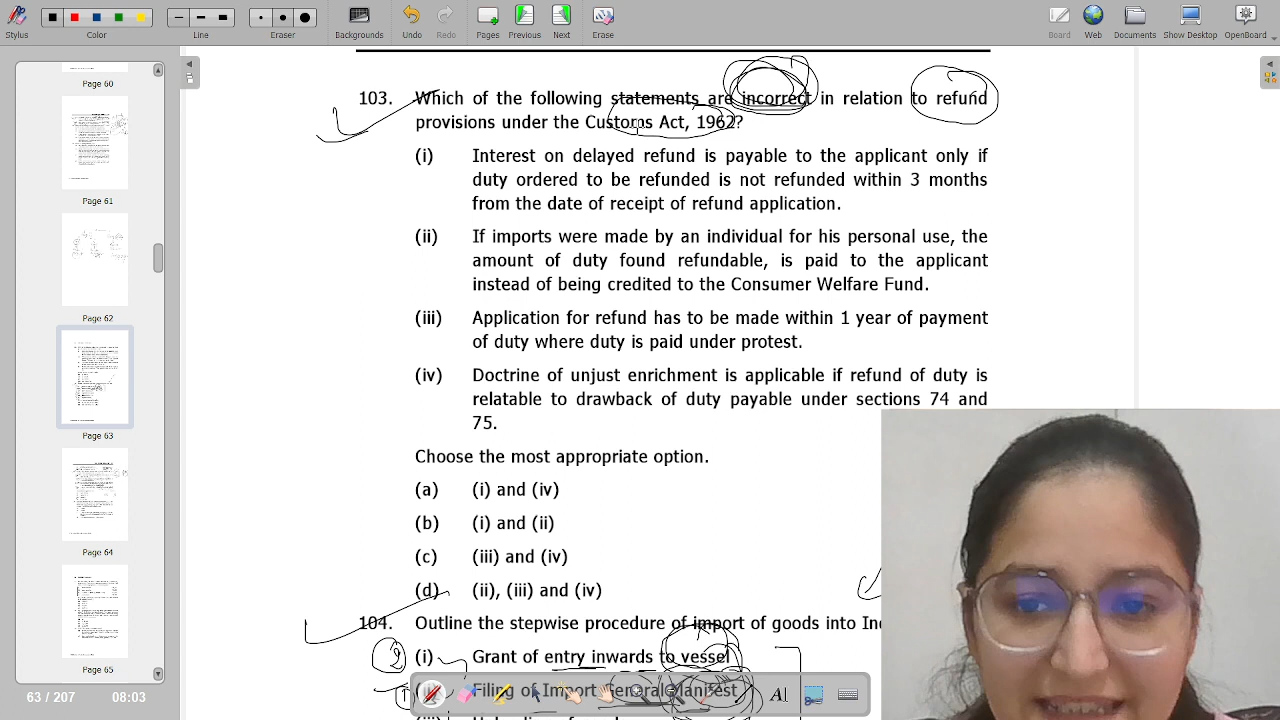 Stylus
Color
Line
Eraser
Backgrounds
Undo
Redo
Pages
Previous
Next
Erase
Board
Web
Documents
Show Desktop
OpenBoard
Page 60
Page 61
Page 62
Page 63
Page 64
Page 65
63 / 207
08:03
103. Which of the following statements are incorrect in relation to refund
provisions under the Customs Act, 1962?
(i) Interest on delayed refund is payable to the applicant only if
duty ordered to be refunded is not refunded within 3 months
from the date of receipt of refund application.
(ii) If imports were made by an individual for his personal use, the
amount of duty found refundable, is paid to the applicant
instead of being credited to the Consumer Welfare Fund.
(iii) Application for refund has to be made within 1 year of payment
of duty where duty is paid under protest.
(iv) Doctrine of unjust enrichment is applicable if refund of duty is
relatable to drawback of duty payable under sections 74 and
75.
Choose the most appropriate option.
(a) (i) and (iv)
(b) (i) and (ii)
(c) (iii) and (iv)
(d) (ii), (iii) and (iv)
104. Outline the stepwise procedure of import of goods into
(i) Grant of entry inwards to vessel
Filing of Import General Manifest